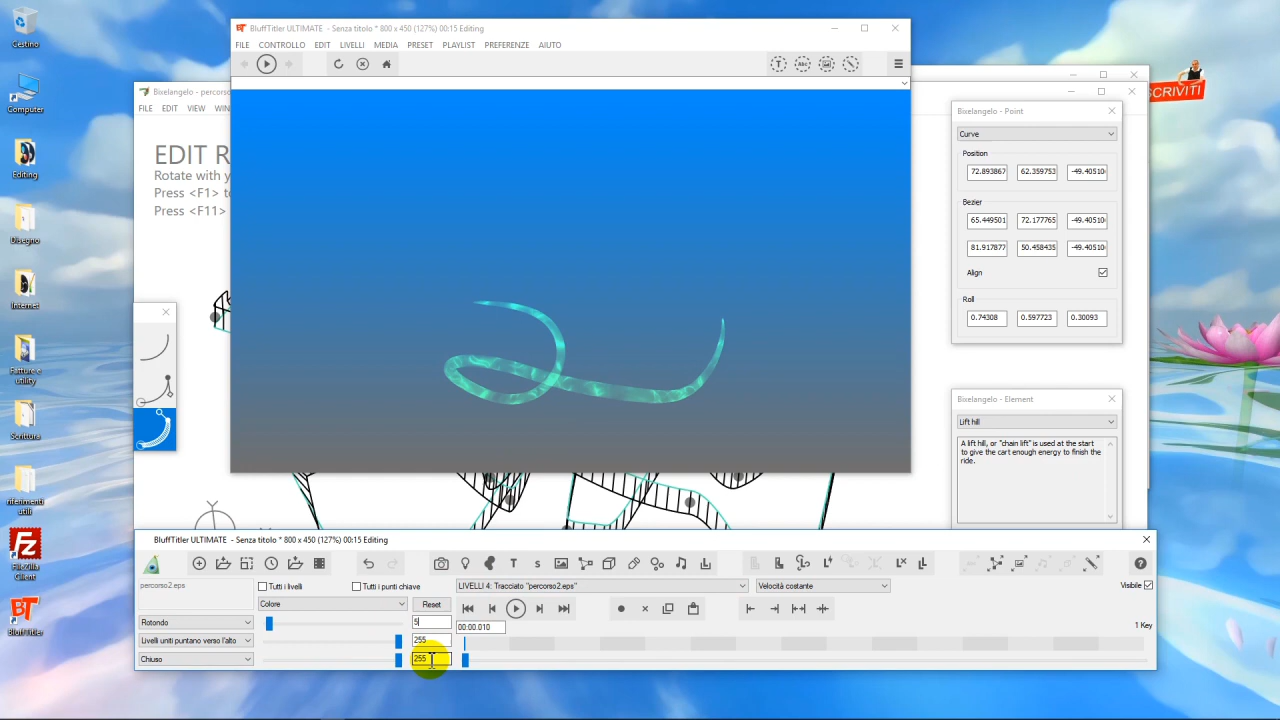 Cestino
Computer
Editing
Disegno
Internet
Fatture e
utility
Scrittura
riferimenti
utili
FileZilla
Client
BluffTitler
BluffTitler ULTIMATE - Senza titolo * 800 x 450 (127%) 00:15 Editing
FILE CONTROLLO EDIT LIVELLI MEDIA PRESET PLAYLIST PREFERENZE AIUTO
Bixelangelo - percorso
FILE EDIT VIEW WIN
EDIT R
Rotate with y
Press <F1> to
Press <F11>
ISCRIVITI
Bixelangelo - Point
Curve
Position
72.893867 62.359753 -49.40510
Bezier
65.449501 72.177765 -49.40510
81.917877 50.458435 -49.40510
Align
Roll
0.74308 0.597723 0.30093
Bixelangelo - Element
Lift hill
A lift hill, or "chain lift" is used at the start
to give the cart enough energy to finish the
ride.
BluffTitler ULTIMATE - Senza titolo * 800 x 450 (127%) 00:15 Editing
percorso2.eps
Tutti i livelli
Tutti i punti chiave
LIVELLI 4: Tracciato "percorso2.eps"
Velocità costante
Visibile
Colore
Reset
Rotondo
5
00:00.010
1 Key
Livelli uniti puntano verso l'alto
255
Chiuso
255